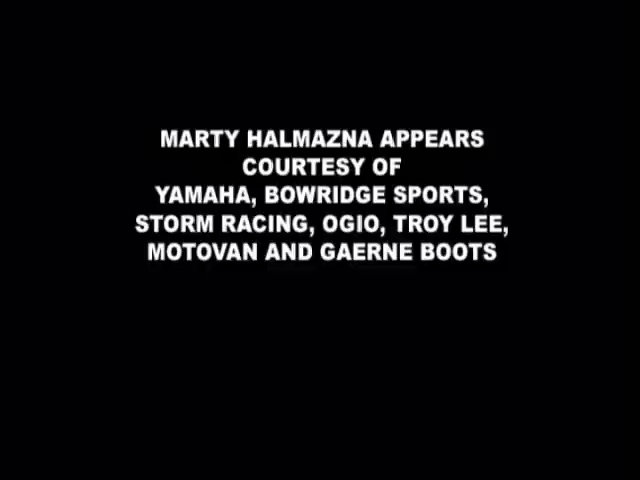 MARTY HALMAZNA APPEARS
COURTESY OF
YAMAHA, BOWRIDGE SPORTS,
STORM RACING, OGIO, TROY LEE,
MOTOVAN AND GAERNE BOOTS